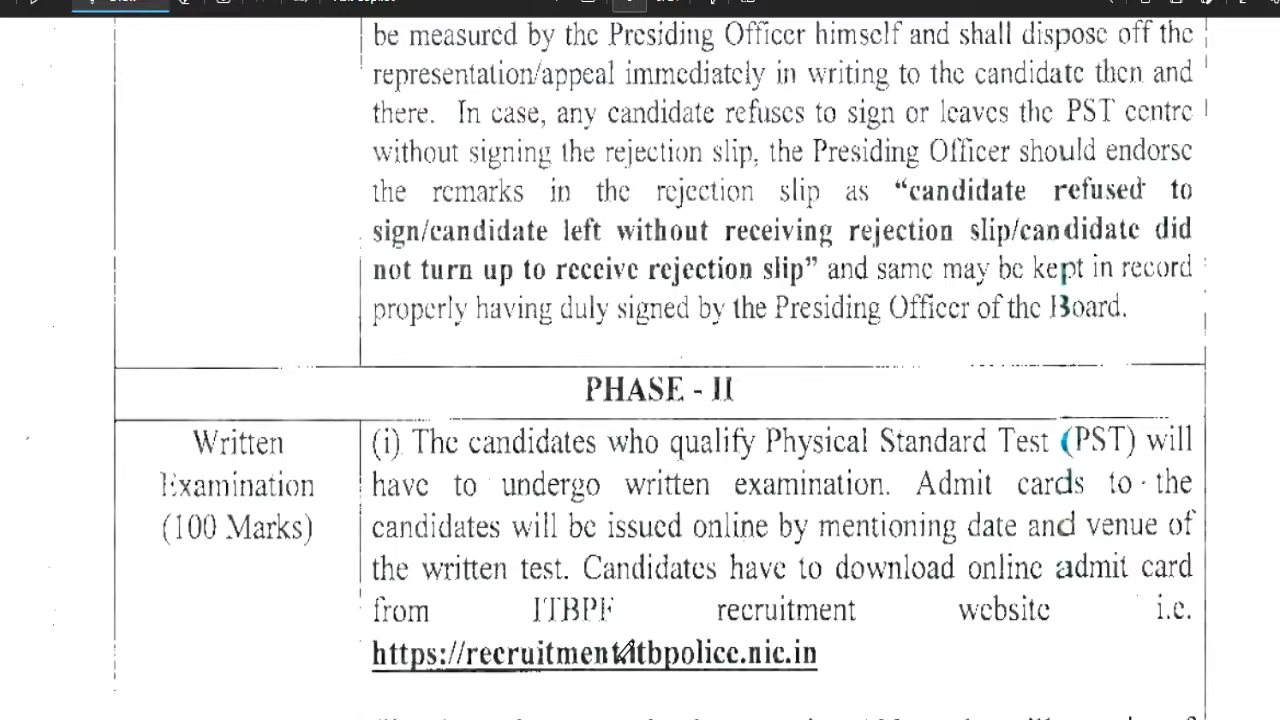 be measured by the Presiding Officer himself and shall dispose off the
representation/appeal immediately in writing to the candidate then and
there. In case, any candidate refuses to sign or leaves the PST centre
without signing the rejection slip, the Presiding Officer should endorse
the remarks in the rejection slip as “candidate refused to
sign/candidate left without receiving rejection slip/candidate did
not turn up to receive rejection slip” and same may be kept in record
properly having duly signed by the Presiding Officer of the Board.
PHASE - II
Written
Examination
(100 Marks)
(i) The candidates who qualify Physical Standard Test (PST) will
have to undergo written examination. Admit cards to the
candidates will be issued online by mentioning date and venue of
the written test. Candidates have to download online admit card
from ITBPF recruitment website i.e.
https://recruitment.itbpolice.nic.in